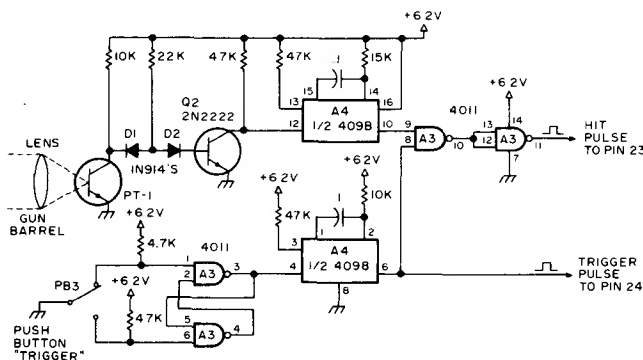 +6.2V
10K
22K
47K
47K
.1
15K
Q2
2N2222
15
14
13
16
A4
1/2 4098
12
10
+6.2V
4011
14
9
8
A3
10
13
12
A3
11
7
HIT
PULSE
TO PIN 23
LENS
D1
D2
1N914'S
PT-1
GUN
BARREL
+6.2V
4.7K
+6.2V
47K
.1
+6.2V
10K
3
1
2
A4
1/2 4098
4
6
8
4011
1
2
A3
3
PB3
+6.2V
47K
5
6
A3
4
PUSH
BUTTON
"TRIGGER"
TRIGGER
PULSE
TO PIN 24